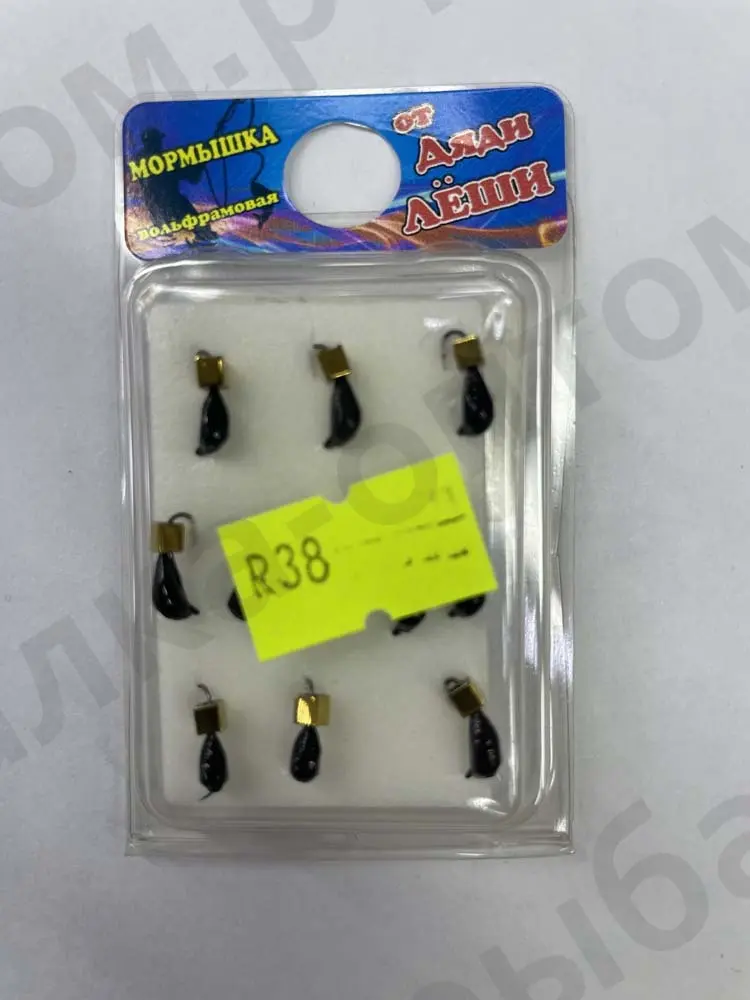 МОРМЫШКА
вольфрамовая
от
дяди
лёши
R38